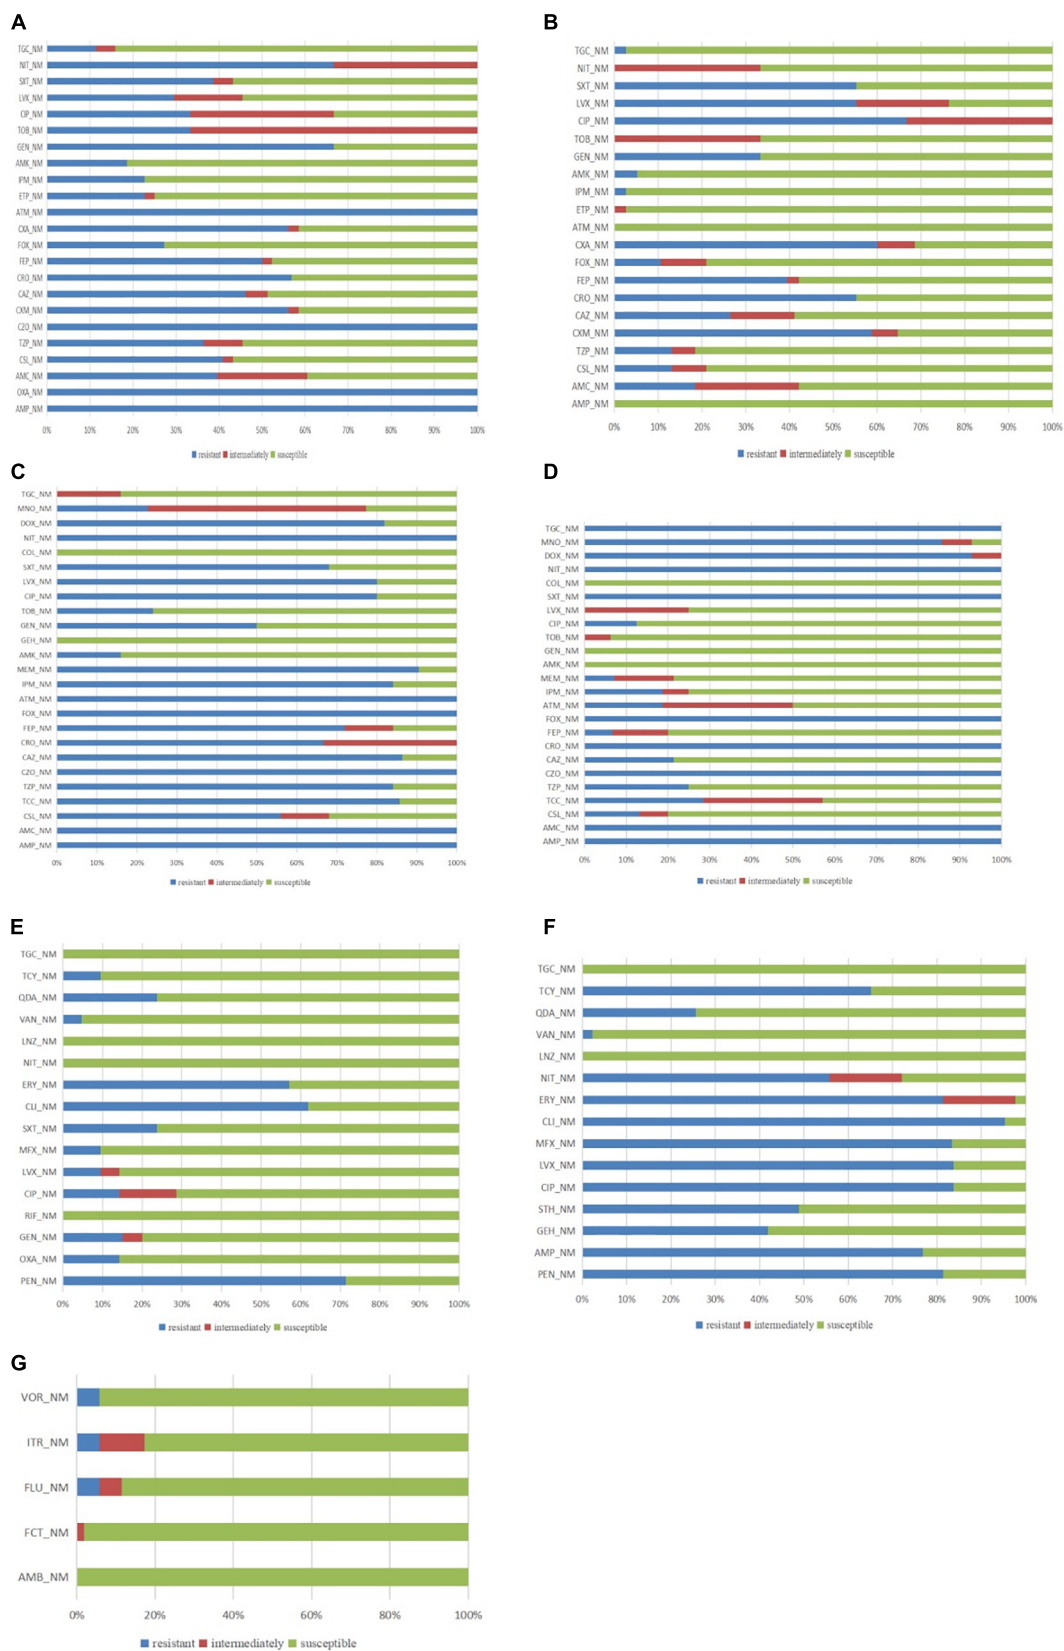 A
TGC_NM
NIT_NM
SXT_NM
LVX_NM
CIP_NM
TOB_NM
GEN_NM
AMK_NM
IPM_NM
ETP_NM
ATM_NM
CXA_NM
FOX_NM
FEP_NM
CRO_NM
CAZ_NM
CXM_NM
CZO_NM
TZP_NM
CSL_NM
AMC_NM
OXA_NM
AMP_NM
0% 10% 20% 30% 40% 50% 60% 70% 80% 90% 100%
resistant intermediately susceptible
B
TGC_NM
NIT_NM
SXT_NM
LVX_NM
CIP_NM
TOB_NM
GEN_NM
AMK_NM
IPM_NM
ETP_NM
ATM_NM
CXA_NM
FOX_NM
FEP_NM
CRO_NM
CAZ_NM
CXM_NM
TZP_NM
CSL_NM
AMC_NM
AMP_NM
0% 10% 20% 30% 40% 50% 60% 70% 80% 90% 100%
resistant intermediately susceptible
C
TGC_NM
MNO_NM
DOX_NM
NIT_NM
COL_NM
SXT_NM
LVX_NM
CIP_NM
TOB_NM
GEN_NM
GEH_NM
AMK_NM
MEM_NM
IPM_NM
ATM_NM
FOX_NM
FEP_NM
CRO_NM
CAZ_NM
CZO_NM
TZP_NM
TCC_NM
CSL_NM
AMC_NM
AMP_NM
0% 10% 20% 30% 40% 50% 60% 70% 80% 90% 100%
resistant intermediately susceptible
D
TGC_NM
MNO_NM
DOX_NM
NIT_NM
COL_NM
SXT_NM
LVX_NM
CIP_NM
TOB_NM
GEN_NM
AMK_NM
MEM_NM
IPM_NM
ATM_NM
FOX_NM
FEP_NM
CRO_NM
CAZ_NM
CZO_NM
TZP_NM
TCC_NM
CSL_NM
AMC_NM
AMP_NM
0% 10% 20% 30% 40% 50% 60% 70% 80% 90% 100%
resistant intermediately susceptible
E
TGC_NM
TCY_NM
QDA_NM
VAN_NM
LNZ_NM
NIT_NM
ERY_NM
CLI_NM
SXT_NM
MFX_NM
LVX_NM
CIP_NM
RIF_NM
GEN_NM
OXA_NM
PEN_NM
0% 10% 20% 30% 40% 50% 60% 70% 80% 90% 100%
resistant intermediately susceptible
F
TGC_NM
TCY_NM
QDA_NM
VAN_NM
LNZ_NM
NIT_NM
ERY_NM
CLI_NM
MFX_NM
LVX_NM
CIP_NM
STH_NM
GEH_NM
AMP_NM
PEN_NM
0% 10% 20% 30% 40% 50% 60% 70% 80% 90% 100%
resistant intermediately susceptible
G
VOR_NM
ITR_NM
FLU_NM
FCT_NM
AMB_NM
0% 20% 40% 60% 80% 100%
resistant intermediately susceptible